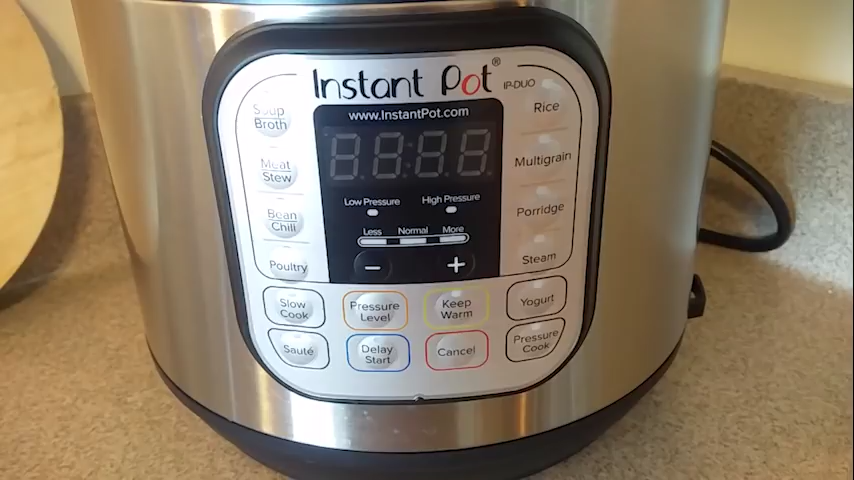 Instant Pot® IP-DUO
www.InstantPot.com
Soup
Broth
Meat
Stew
Bean
Chili
Poultry
Low Pressure
High Pressure
Less
Normal
More
−
+
Rice
Multigrain
Porridge
Steam
Slow
Cook
Pressure
Level
Keep
Warm
Yogurt
Sauté
Delay
Start
Cancel
Pressure
Cook